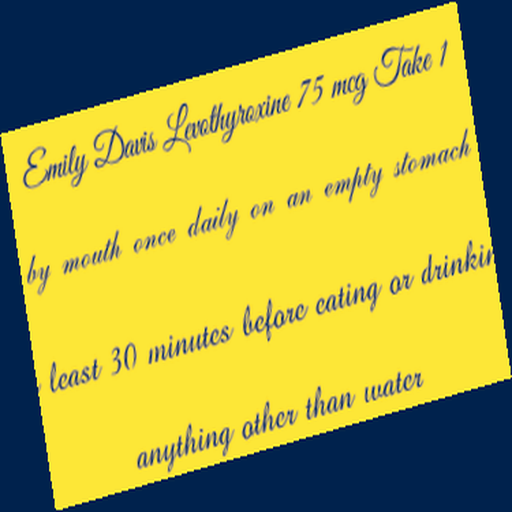 Emily Davis Levothyroxine 75 mcg Take 1
by mouth once daily on an empty stomach
least 30 minutes before eating or drinkin
anything other than water